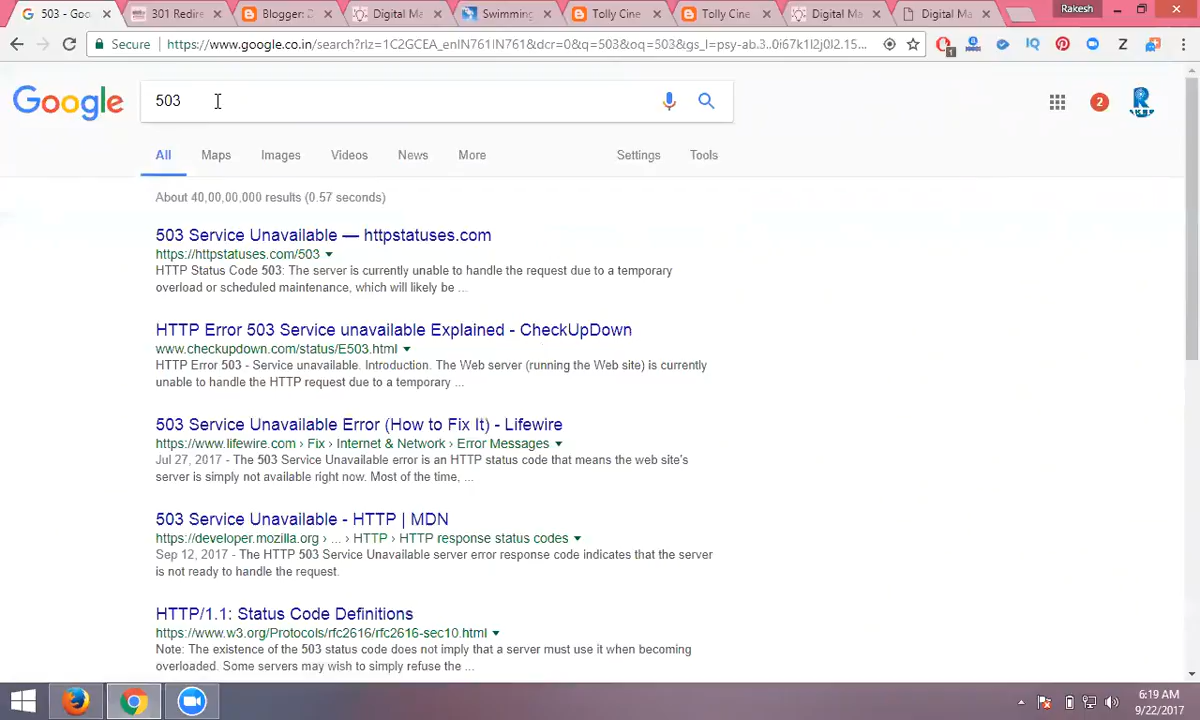 503 - Goo
301 Redire
Blogger: D
Digital Ma
Swimming
Tolly Cine
Tolly Cine
Digital Ma
Digital Ma
Rakesh
Secure
https://www.google.co.in/search?rlz=1C2GCEA_enIN761IN761&dcr=0&q=503&oq=503&gs_l=psy-ab.3..0i67k1l2j0l2.15...
1
IQ
Z
Google
503
2
All
Maps
Images
Videos
News
More
Settings
Tools
About 40,00,00,000 results (0.57 seconds)
503 Service Unavailable — httpstatuses.com
https://httpstatuses.com/503
HTTP Status Code 503: The server is currently unable to handle the request due to a temporary
overload or scheduled maintenance, which will likely be ...
HTTP Error 503 Service unavailable Explained - CheckUpDown
www.checkupdown.com/status/E503.html
HTTP Error 503 - Service unavailable. Introduction. The Web server (running the Web site) is currently
unable to handle the HTTP request due to a temporary ...
503 Service Unavailable Error (How to Fix It) - Lifewire
https://www.lifewire.com › Fix › Internet & Network › Error Messages
Jul 27, 2017 - The 503 Service Unavailable error is an HTTP status code that means the web site's
server is simply not available right now. Most of the time, ...
503 Service Unavailable - HTTP | MDN
https://developer.mozilla.org › ... › HTTP › HTTP response status codes
Sep 12, 2017 - The HTTP 503 Service Unavailable server error response code indicates that the server
is not ready to handle the request.
HTTP/1.1: Status Code Definitions
https://www.w3.org/Protocols/rfc2616/rfc2616-sec10.html
Note: The existence of the 503 status code does not imply that a server must use it when becoming
overloaded. Some servers may wish to simply refuse the ...
6:19 AM
9/22/2017